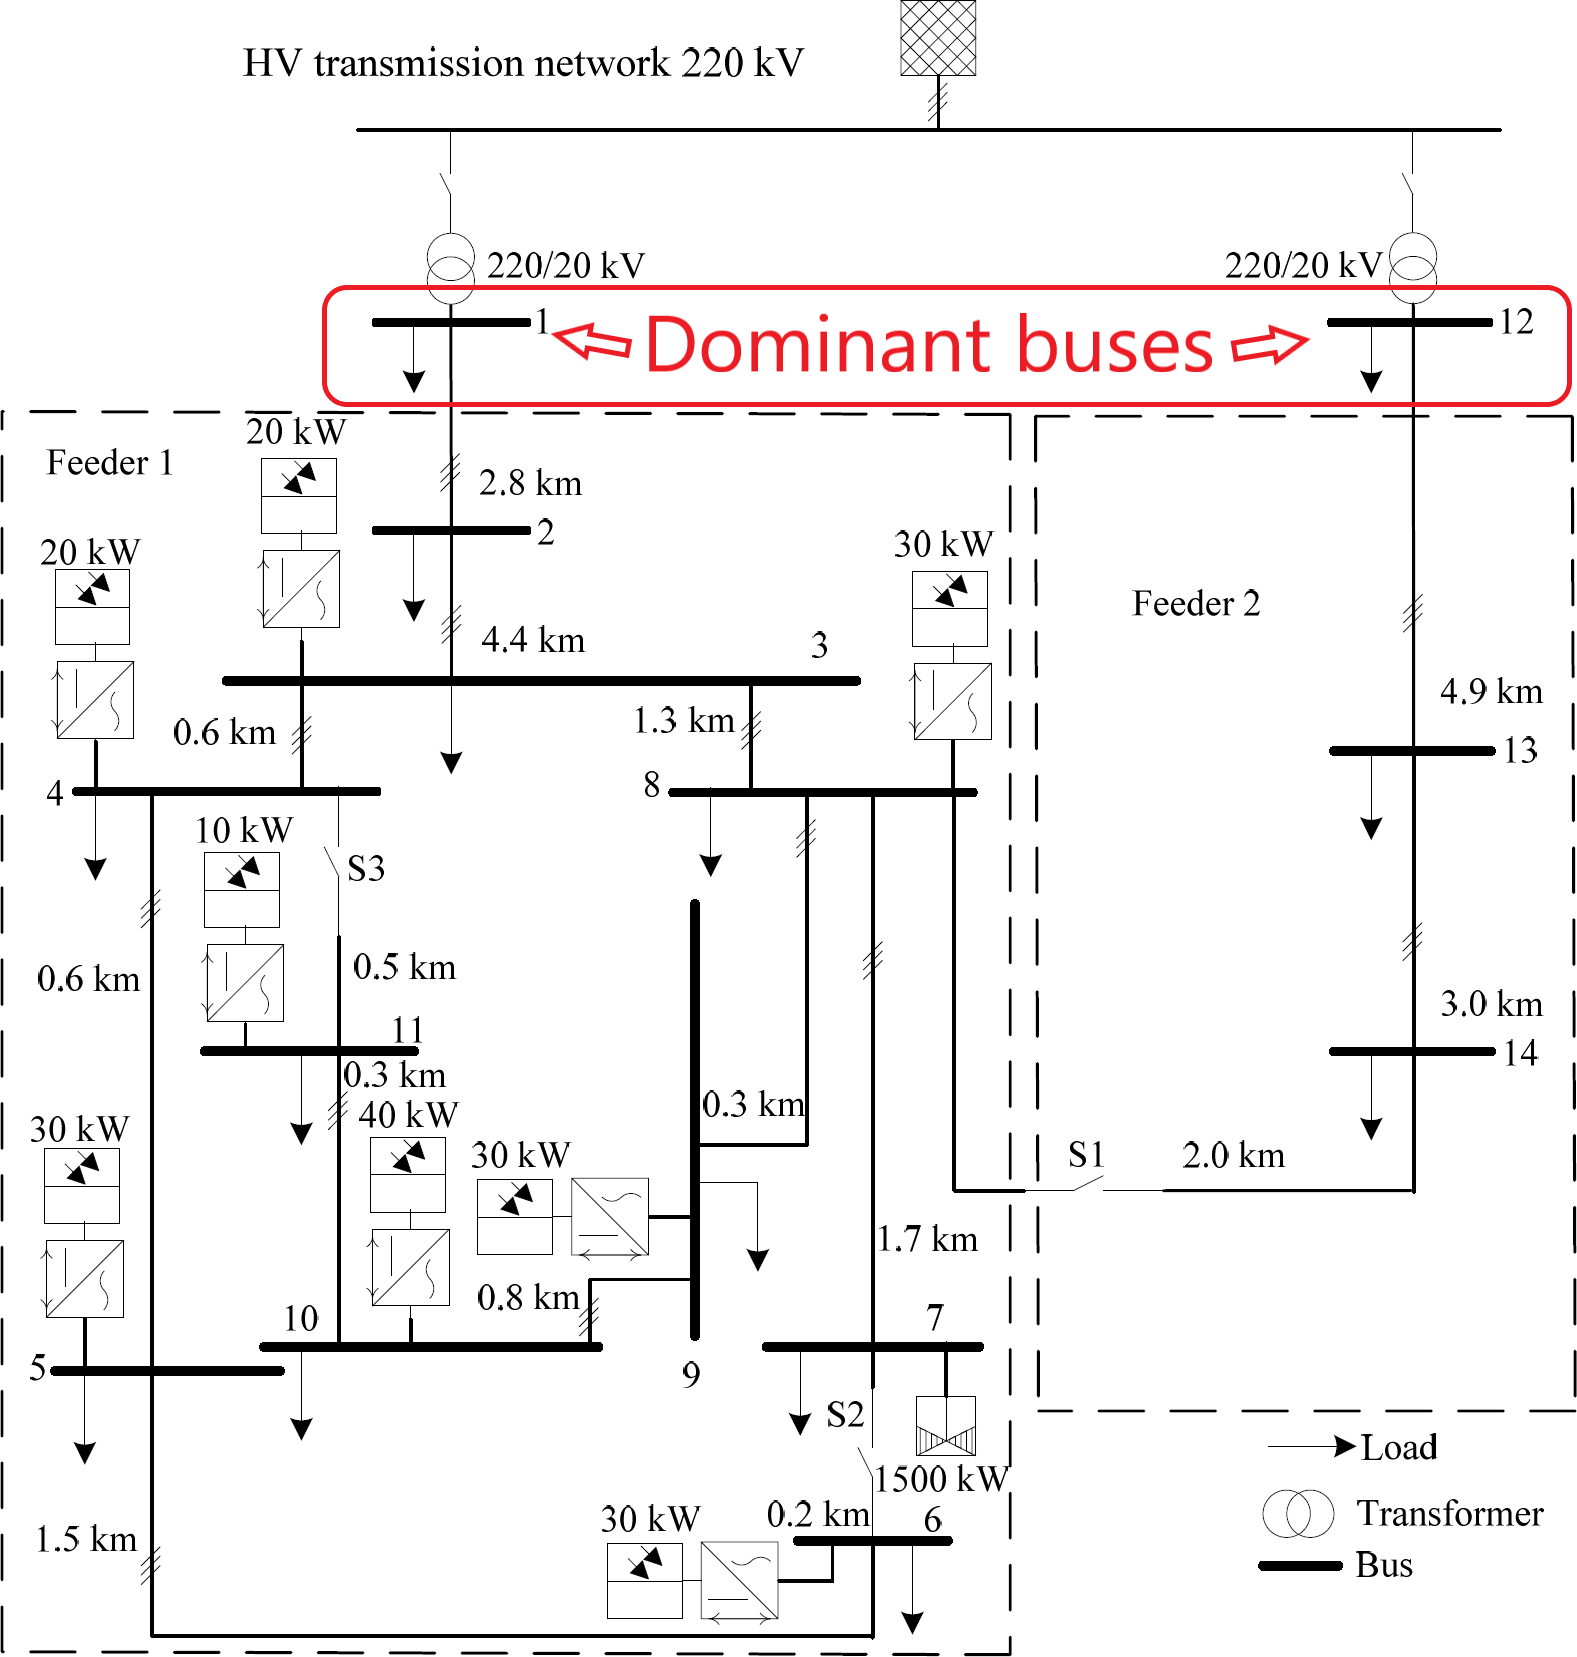 HV transmission network 220 kV
220/20 kV
220/20 kV
1
Dominant buses
12
Feeder 1
20 kW
2.8 km
2
20 kW
30 kW
Feeder 2
4.4 km
3
0.6 km
1.3 km
4.9 km
13
4
8
10 kW
S3
0.6 km
0.5 km
3.0 km
11
0.3 km
14
30 kW
40 kW
0.3 km
30 kW
S1
2.0 km
1.7 km
0.8 km
10
7
5
9
S2
Load
1500 kW
30 kW
0.2 km
6
Transformer
1.5 km
Bus